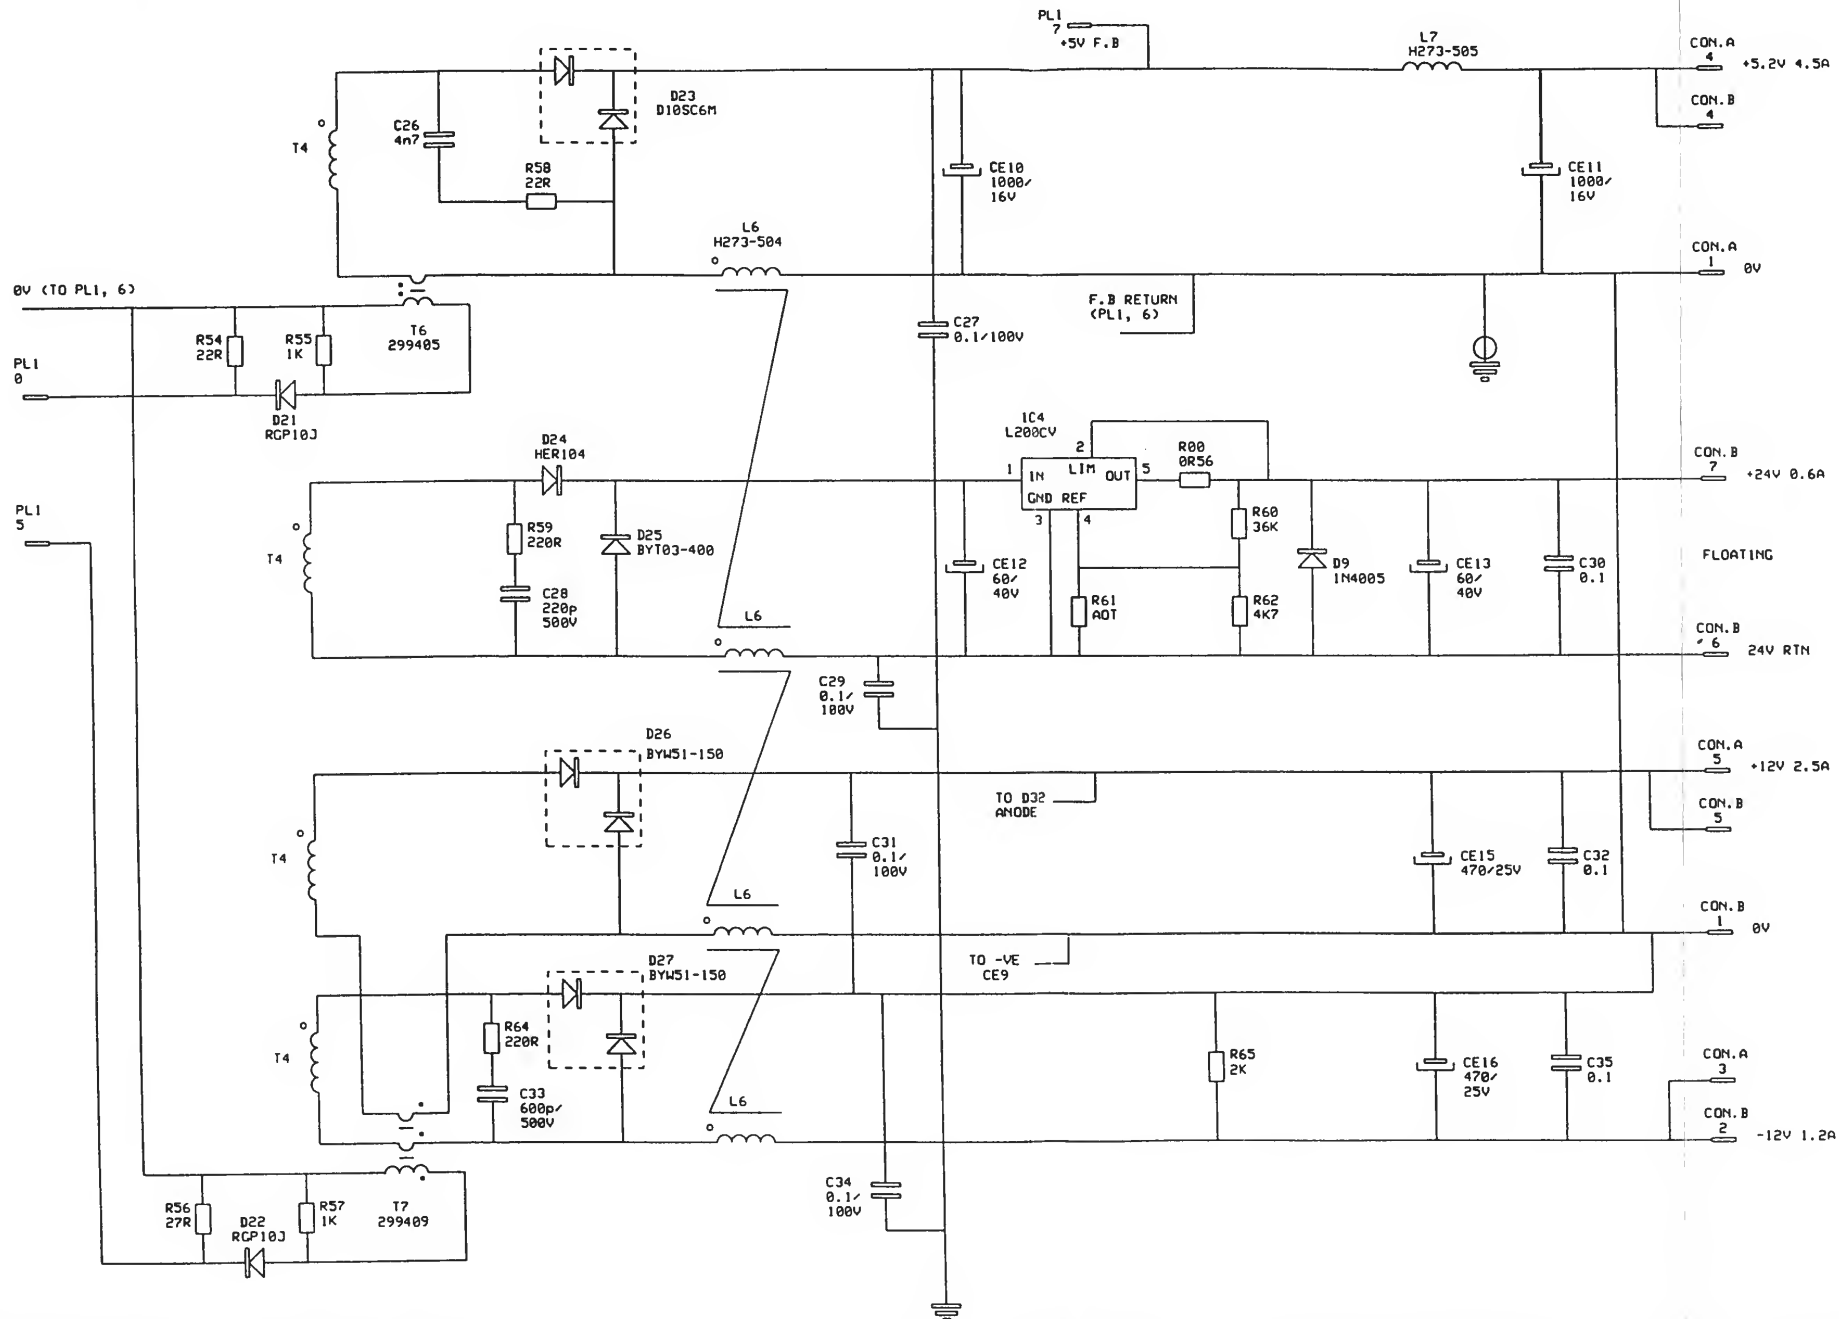 PL1
7
+5V F.B
L7
H273-505
CON.A
4
+5.2V 4.5A
CON.B
4
D23
D10SC6M
C26
4n7
T4
R58
22R
CE10
1000/
16V
CE11
1000/
16V
L6
H273-504
CON.A
1
0V
0V (TO PL1, 6)
F.B RETURN
(PL1, 6)
C27
0.1/100V
R54
22R
R55
1K
T6
299405
PL1
0
D21
RGP10J
IC4
L200CV
D24
HER104
1
2
5
IN
LIM
OUT
GND
REF
3
4
R00
0R56
CON.B
7
+24V 0.6A
PL1
5
R59
220R
D25
BYT03-400
T4
R60
36K
CE12
60/
40V
D9
1N4005
CE13
60/
40V
C30
0.1
FLOATING
C28
220p
500V
L6
R61
AOT
R62
4K7
CON.B
6
24V RTN
C29
0.1/
100V
D26
BYW51-150
CON.A
5
+12V 2.5A
TO D32
ANODE
CON.B
5
T4
C31
0.1/
100V
CE15
470/25V
C32
0.1
L6
CON.B
1
0V
TO -VE
CE9
D27
BYW51-150
R64
220R
T4
R65
2K
CE16
470/
25V
C35
0.1
CON.A
3
C33
600p/
500V
L6
CON.B
2
-12V 1.2A
C34
0.1/
100V
R56
27R
D22
RGP10J
R57
1K
T7
299409